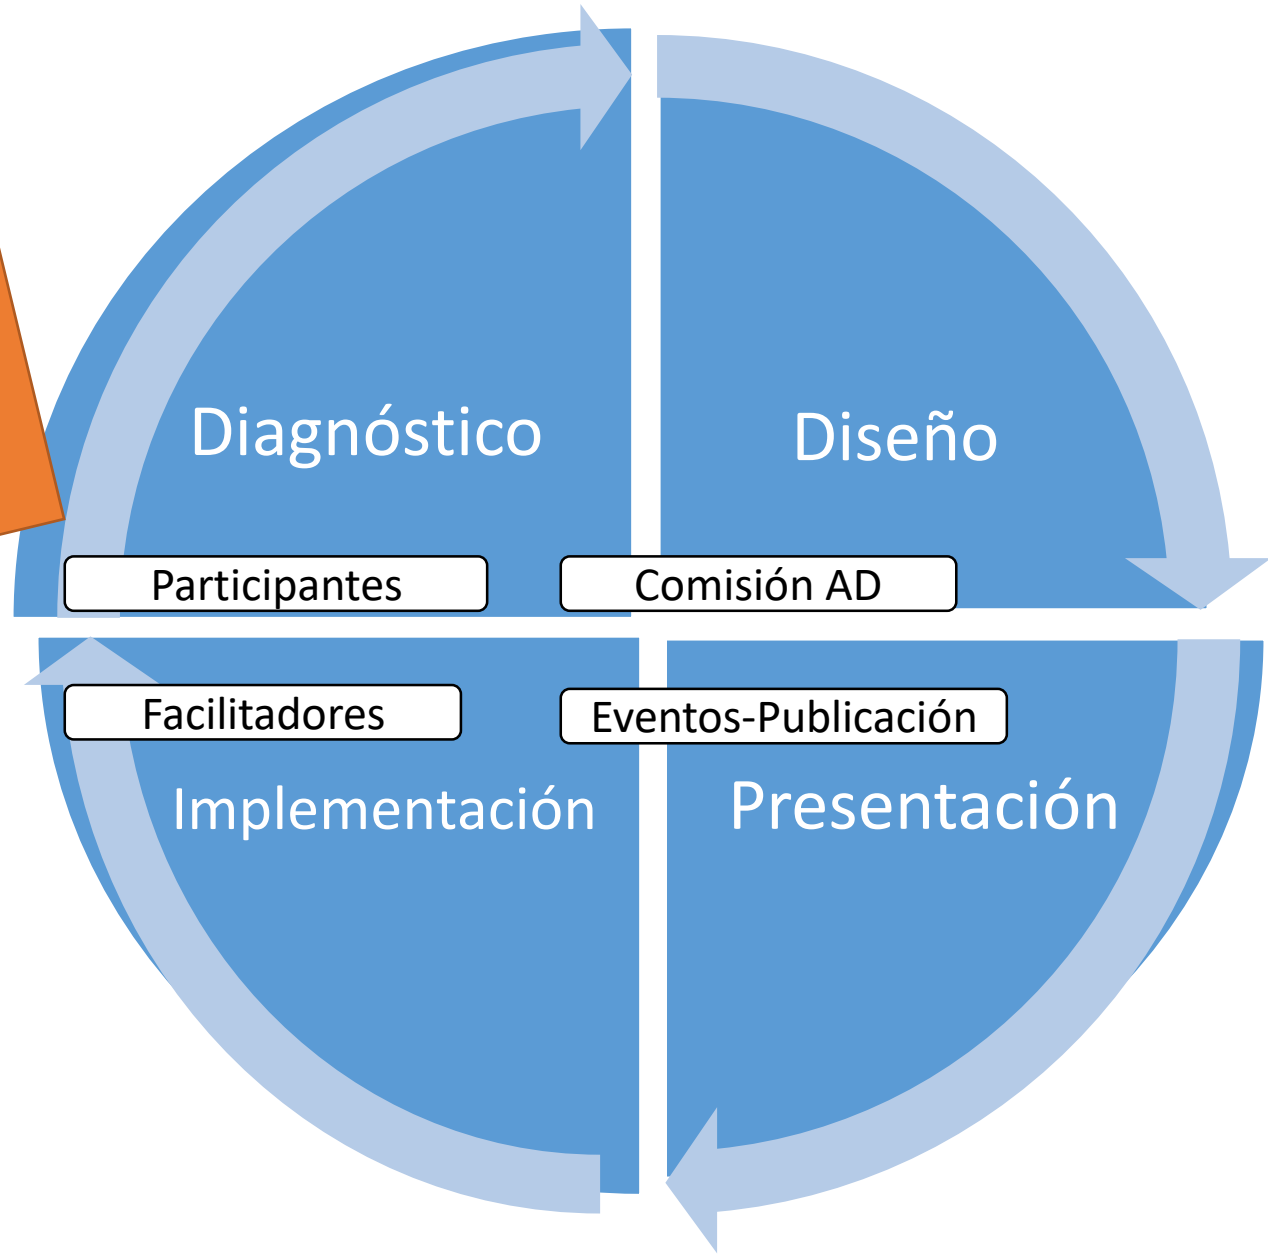 Diagnóstico
Diseño
Participantes
Comisión AD
Facilitadores
Eventos-Publicación
Implementación
Presentación